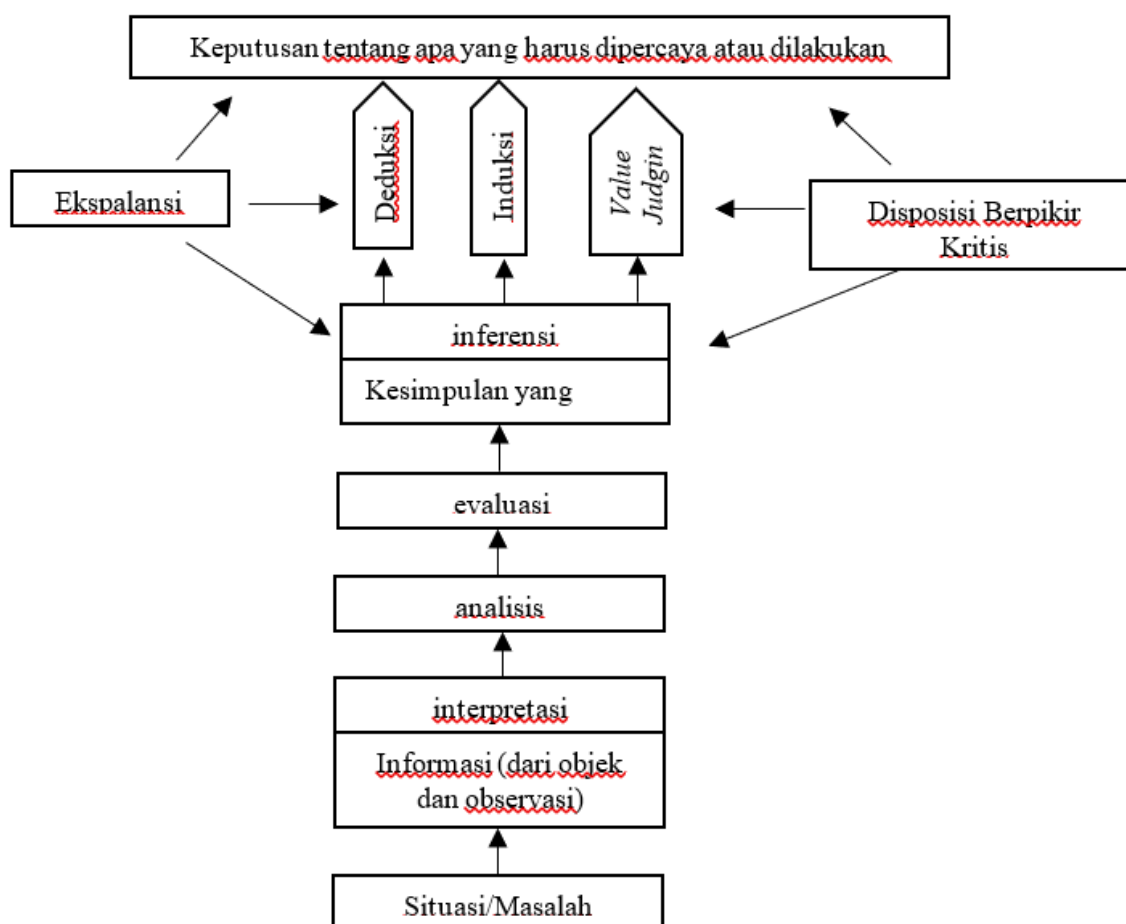 Keputusan tentang apa yang harus dipercaya atau dilakukan
Deduksi
Induksi
Value
Judgin
Ekspalansi
Disposisi Berpikir
Kritis
inferensi
Kesimpulan yang
evaluasi
analisis
interpretasi
Informasi (dari objek
dan observasi)
Situasi/Masalah